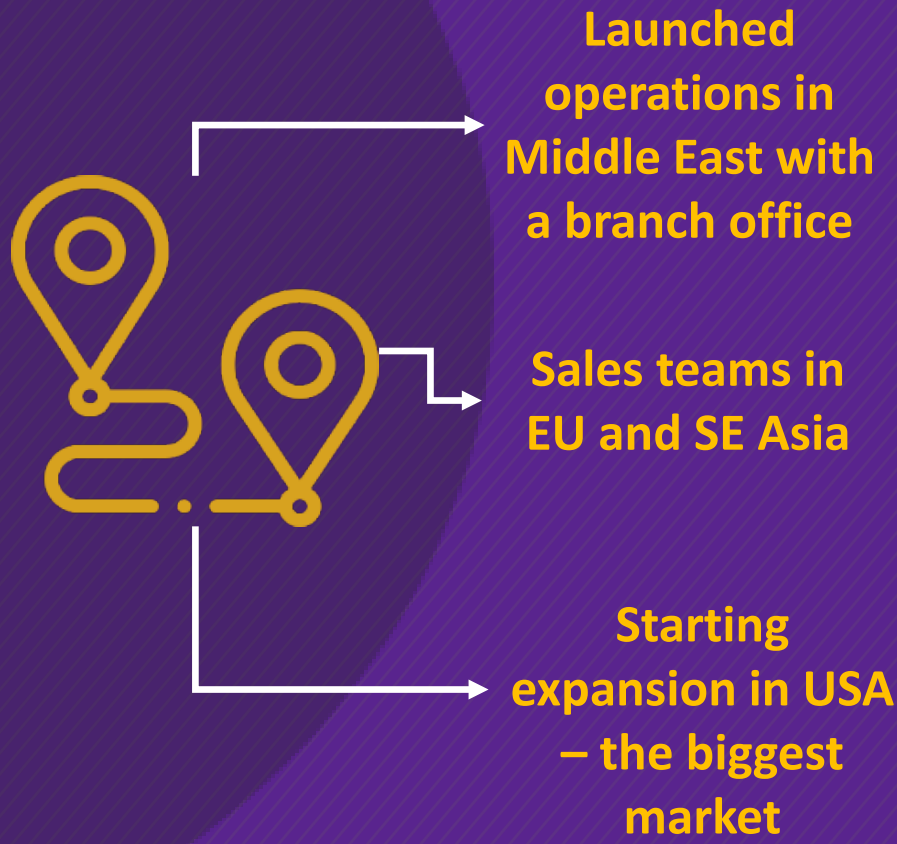 Launched
operations in
Middle East with
a branch office
Sales teams in
EU and SE Asia
Starting
expansion in USA
– the biggest
market